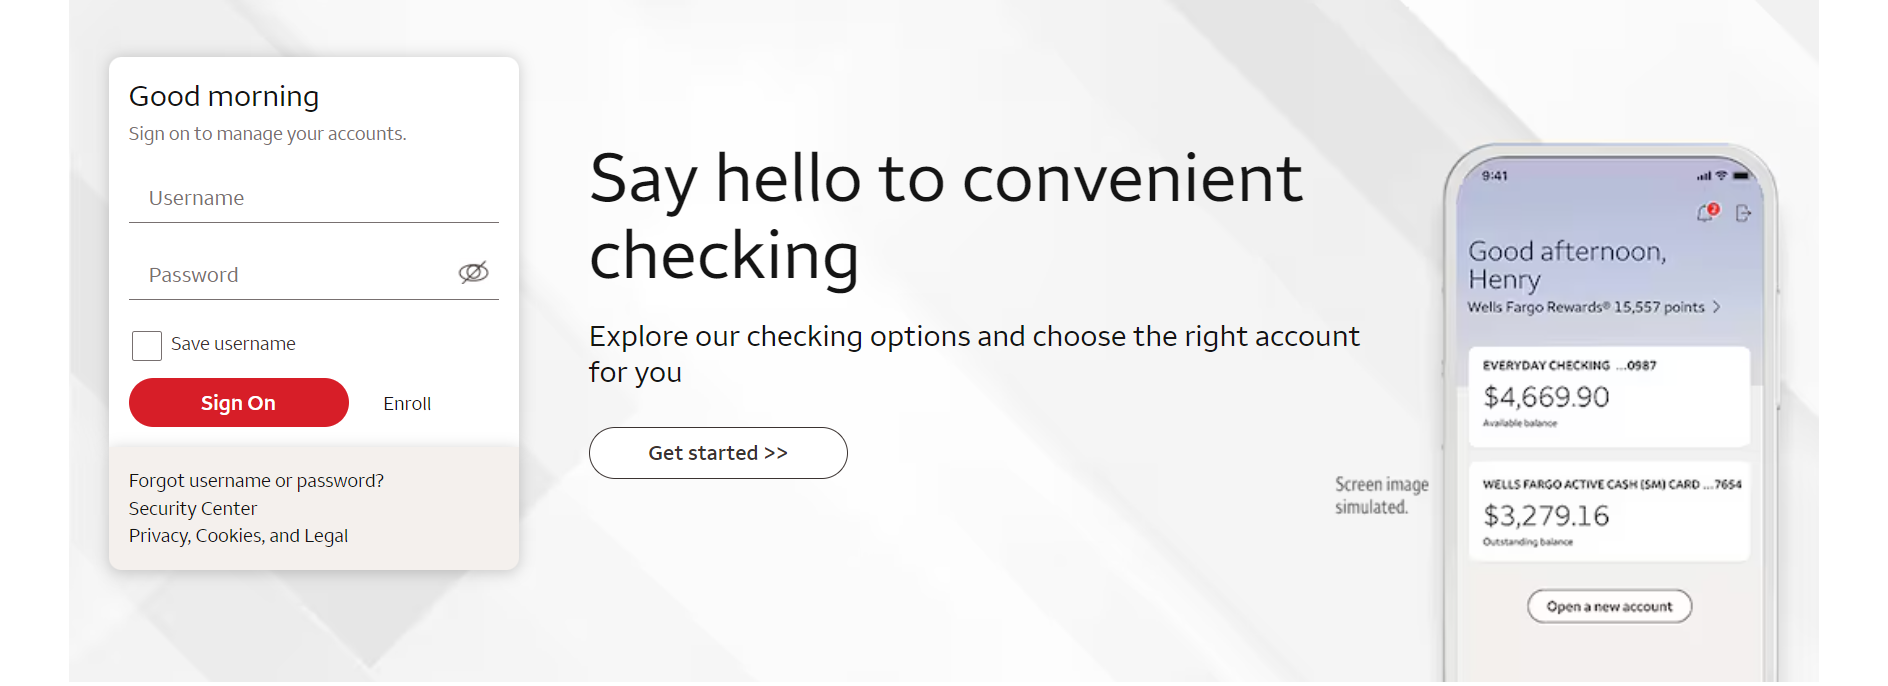 Good morning
Sign on to manage your accounts.
Username
Password
Save username
Sign On
Enroll
Forgot username or password?
Security Center
Privacy, Cookies, and Legal
Say hello to convenient
checking
Explore our checking options and choose the right account
for you
Get started >>
Screen image
simulated.
9:41
2
Good afternoon,
Henry
Wells Fargo Rewards® 15,557 points >
EVERYDAY CHECKING ...0987
$4,669.90
Available balance
WELLS FARGO ACTIVE CASH (SM) CARD ...7654
$3,279.16
Outstanding balance
Open a new account